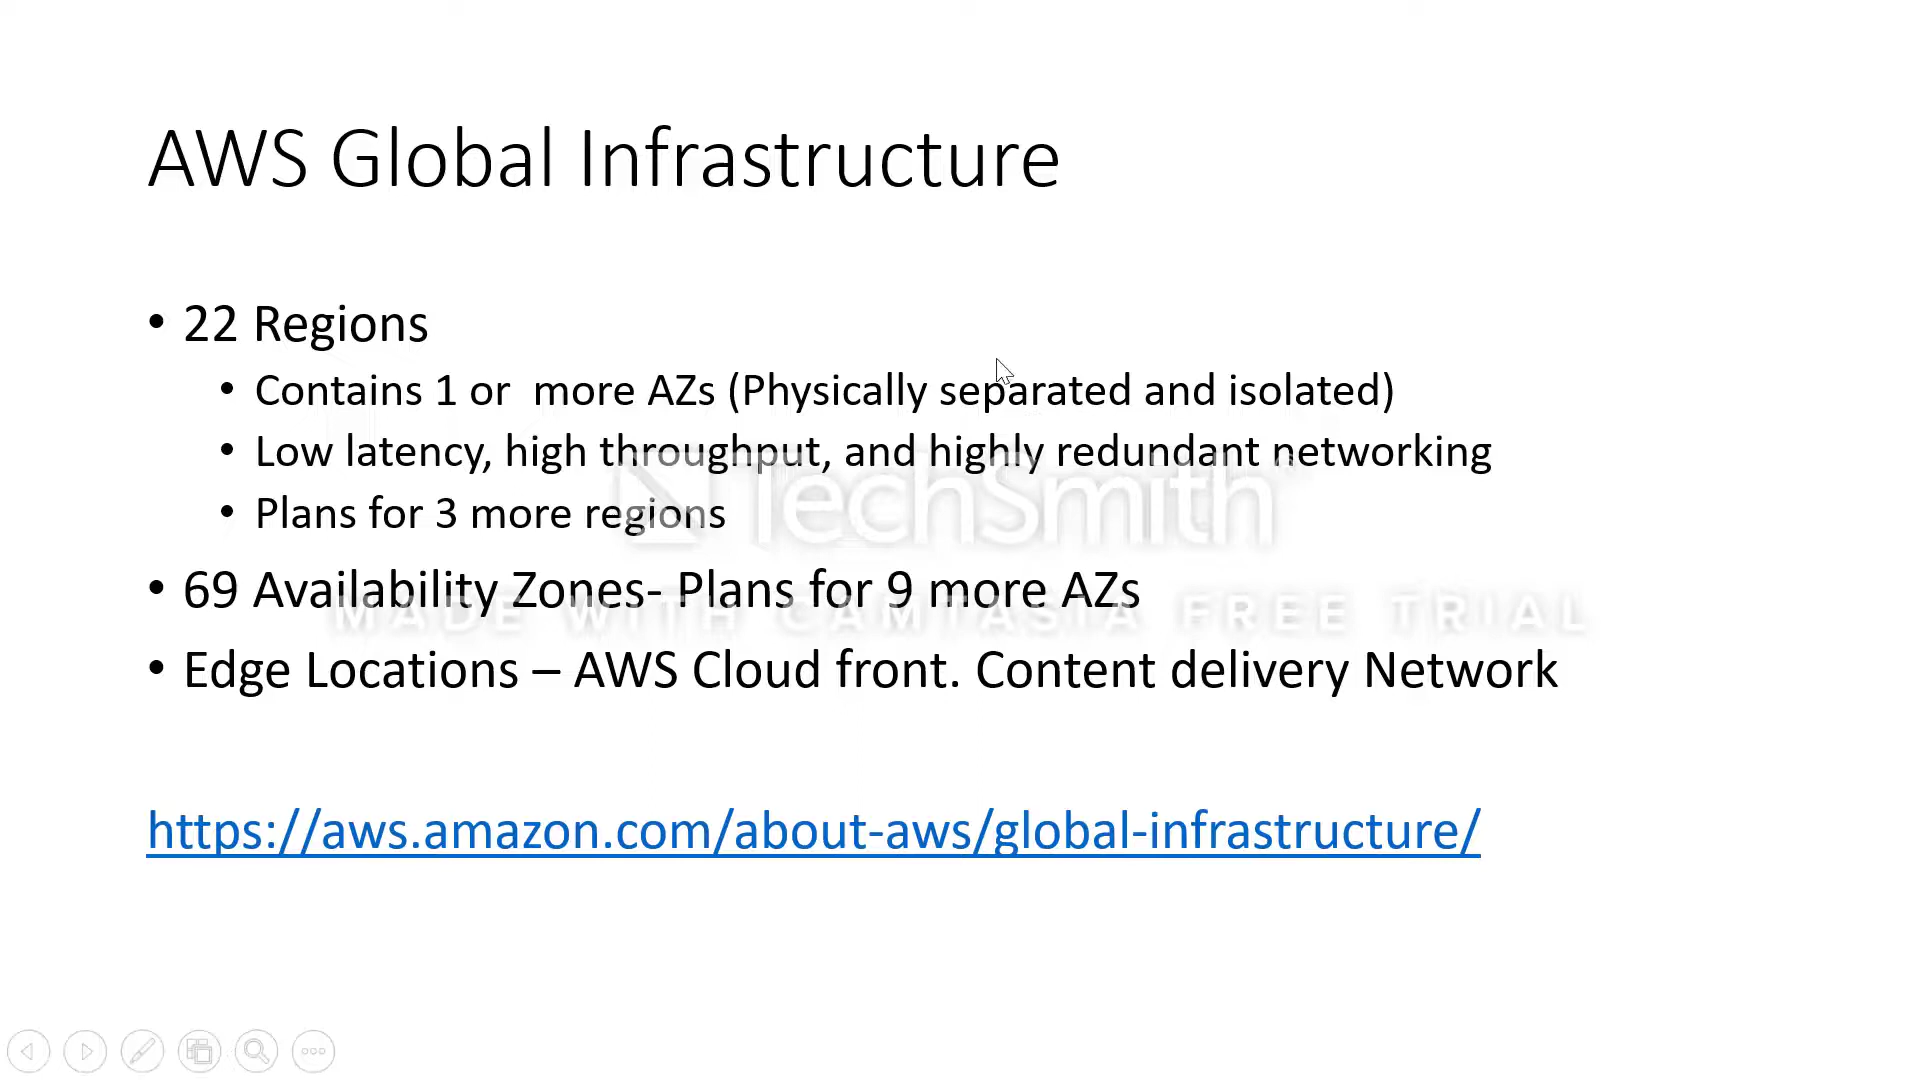 AWS Global Infrastructure
• 22 Regions
• Contains 1 or  more AZs (Physically separated and isolated)
• Low latency, high throughput, and highly redundant networking
• Plans for 3 more regions
TechSmith
• 69 Availability Zones- Plans for 9 more AZs
MADE WITH CAMTASIA FREE TRIAL
• Edge Locations – AWS Cloud front. Content delivery Network
https://aws.amazon.com/about-aws/global-infrastructure/